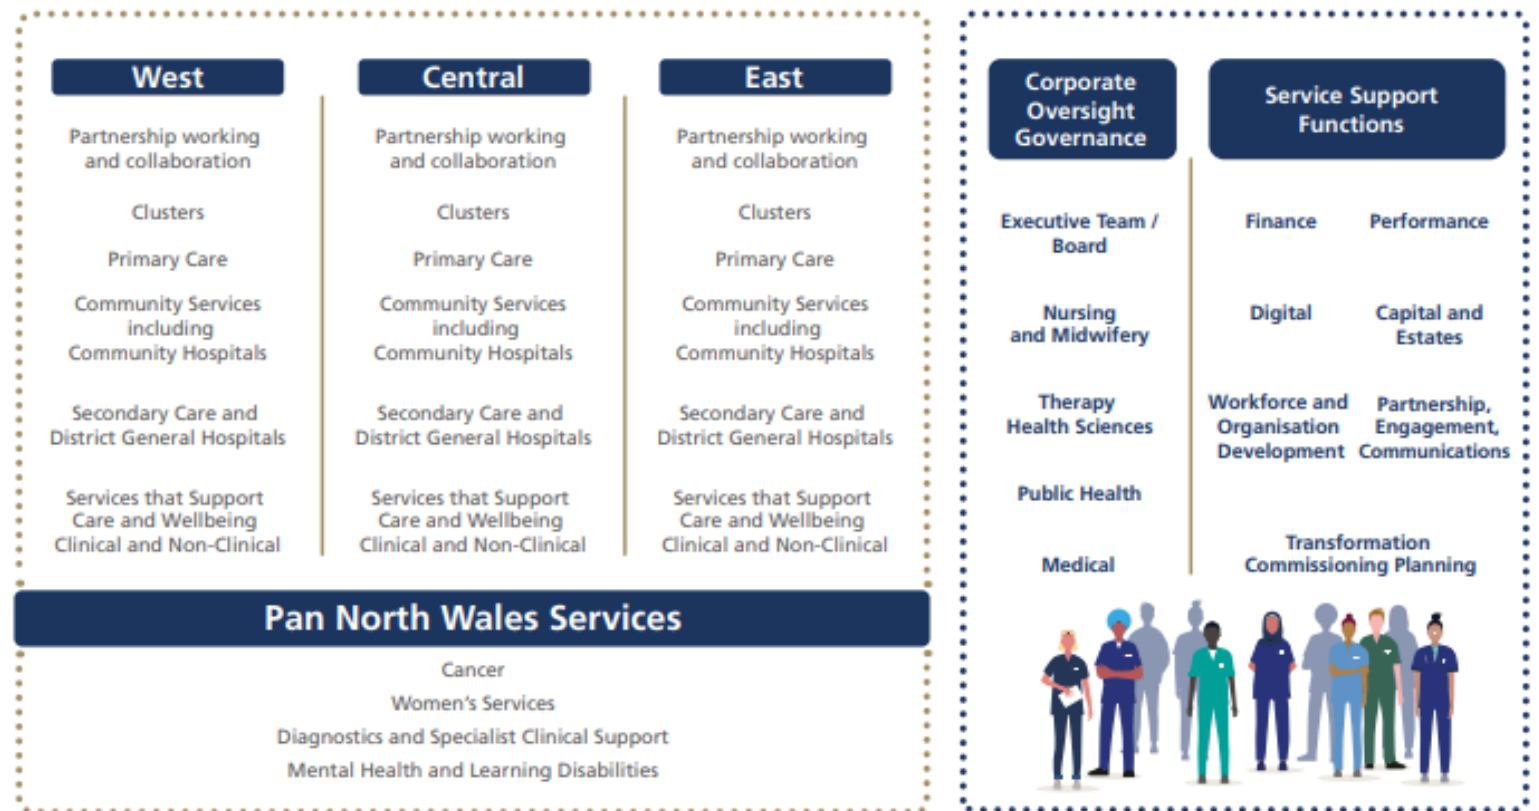 West
Partnership working
and collaboration
Clusters
Primary Care
Community Services
including
Community Hospitals
Secondary Care and
District General Hospitals
Services that Support
Care and Wellbeing
Clinical and Non-Clinical
Central
Partnership working
and collaboration
Clusters
Primary Care
Community Services
including
Community Hospitals
Secondary Care and
District General Hospitals
Services that Support
Care and Wellbeing
Clinical and Non-Clinical
East
Partnership working
and collaboration
Clusters
Primary Care
Community Services
including
Community Hospitals
Secondary Care and
District General Hospitals
Services that Support
Care and Wellbeing
Clinical and Non-Clinical
Pan North Wales Services
Cancer
Women's Services
Diagnostics and Specialist Clinical Support
Mental Health and Learning Disabilities
Corporate
Oversight
Governance
Executive Team /
Board
Nursing
and Midwifery
Therapy
Health Sciences
Public Health
Medical
Service Support
Functions
Finance
Performance
Digital
Capital and
Estates
Workforce and
Organisation
Development
Partnership,
Engagement,
Communications
Transformation
Commissioning Planning